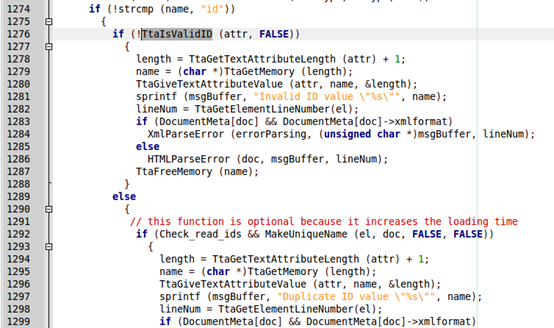 1274 if (!strcmp (name, "id"))
1275 {
1276 if (!TtaIsValidID (attr, FALSE))
1277 {
1278 length = TtaGetTextAttributeLength (attr) + 1;
1279 name = (char *)TtaGetMemory (length);
1280 TtaGiveTextAttributeValue (attr, name, &length);
1281 sprintf (msgBuffer, "Invalid ID value \"%s\"", name);
1282 lineNum = TtaGetElementLineNumber(el);
1283 if (DocumentMeta[doc] && DocumentMeta[doc]->xmlformat)
1284 XmlParseError (errorParsing, (unsigned char *)msgBuffer, lineNum);
1285 else
1286 HTMLParseError (doc, msgBuffer, lineNum);
1287 TtaFreeMemory (name);
1288 }
1289 else
1290 {
1291 // this function is optional because it increases the loading time
1292 if (Check_read_ids && MakeUniqueName (el, doc, FALSE, FALSE))
1293 {
1294 length = TtaGetTextAttributeLength (attr) + 1;
1295 name = (char *)TtaGetMemory (length);
1296 TtaGiveTextAttributeValue (attr, name, &length);
1297 sprintf (msgBuffer, "Duplicate ID value \"%s\"", name);
1298 lineNum = TtaGetElementLineNumber(el);
1299 if (DocumentMeta[doc] && DocumentMeta[doc]->xmlformat)